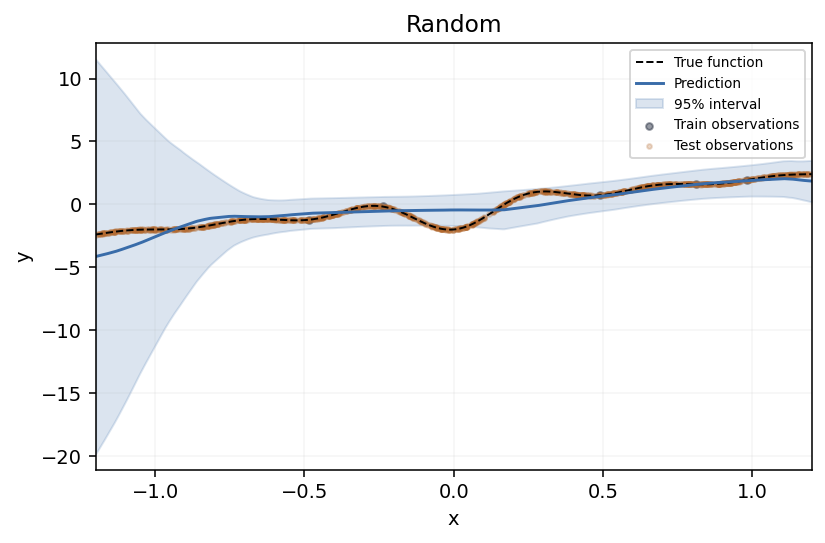 Random
10
5
0
−5
−10
−15
−20
y
−1.0
−0.5
0.0
0.5
1.0
x
True function
Prediction
95% interval
Train observations
Test observations